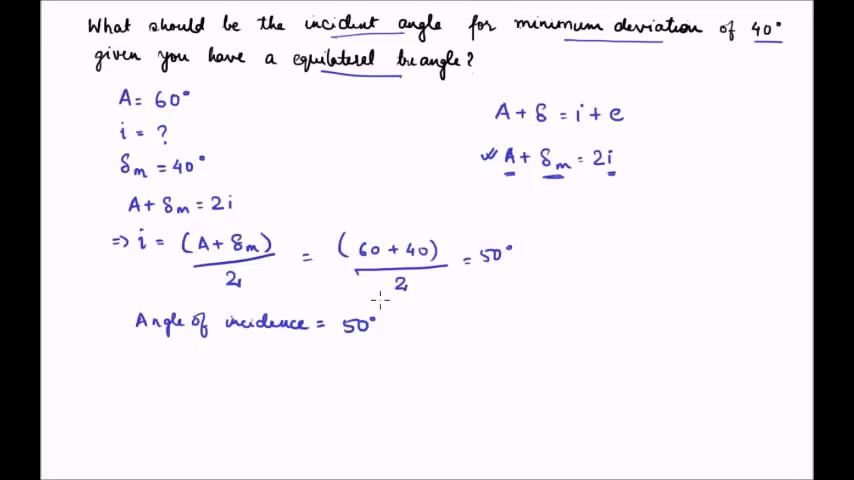 What should be the incident angle for minimum deviation of 40°
given you have a equilateral triangle?
A = 60°
i = ?
δm = 40°
A + δm = 2i
⇒ i = (A + δm) / 2 = (60 + 40) / 2 = 50°
Angle of incidence = 50°
A + δ = i + e
A + δm = 2i